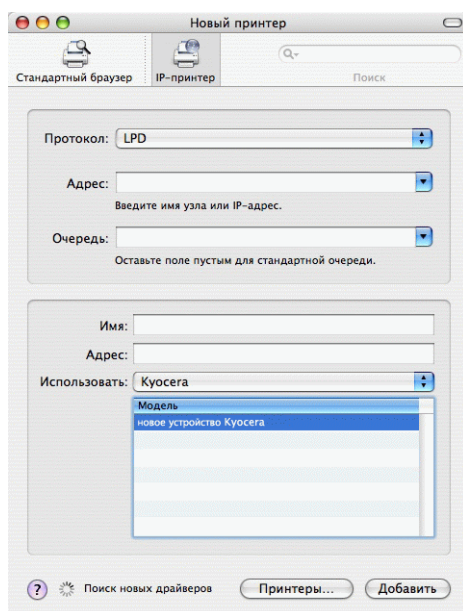 Новый принтер
Стандартный браузер
IP-принтер
Поиск
Протокол: LPD
Адрес:
Введите имя узла или IP-адрес.
Очередь:
Оставьте поле пустым для стандартной очереди.
Имя:
Адрес:
Использовать: Kyocera
Модель
новое устройство Kyocera
? Поиск новых драйверов Принтеры... Добавить